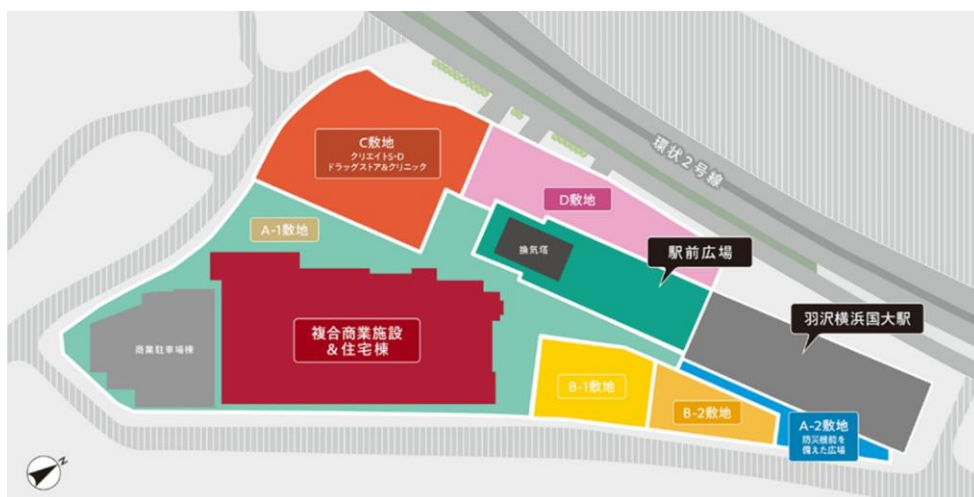 環状2号線
C敷地
クリエイトS・D
ドラッグストア&クリニック
D敷地
A-1敷地
換気塔
駅前広場
羽沢横浜国大駅
複合商業施設
&住宅棟
商業駐車場棟
B-1敷地
B-2敷地
A-2敷地
防災機能を
備えた広場
N